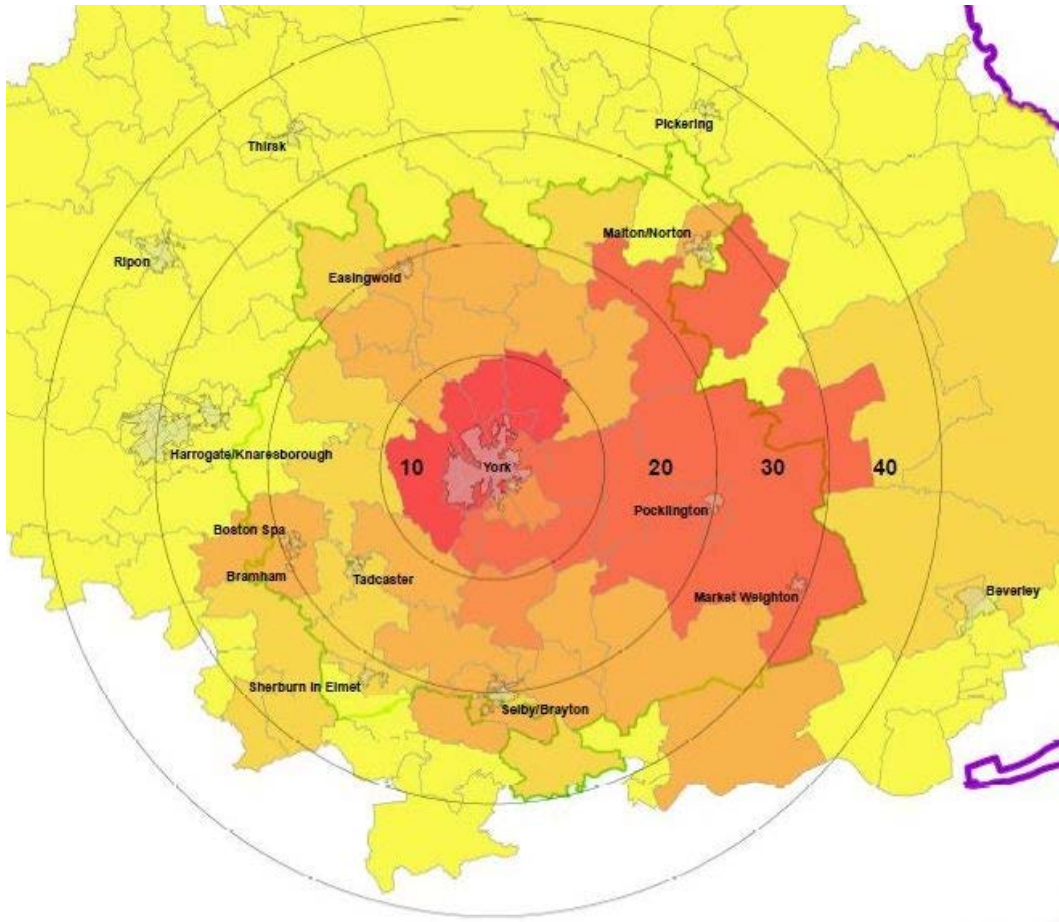 Pickering
Thirsk
Malton/Norton
Ripon
Easingwold
Harrogate/Knaresborough
10
York
20
30
40
Pocklington
Boston Spa
Bramham
Tadcaster
Market Weighton
Beverley
Sherburn in Elmet
Selby/Brayton